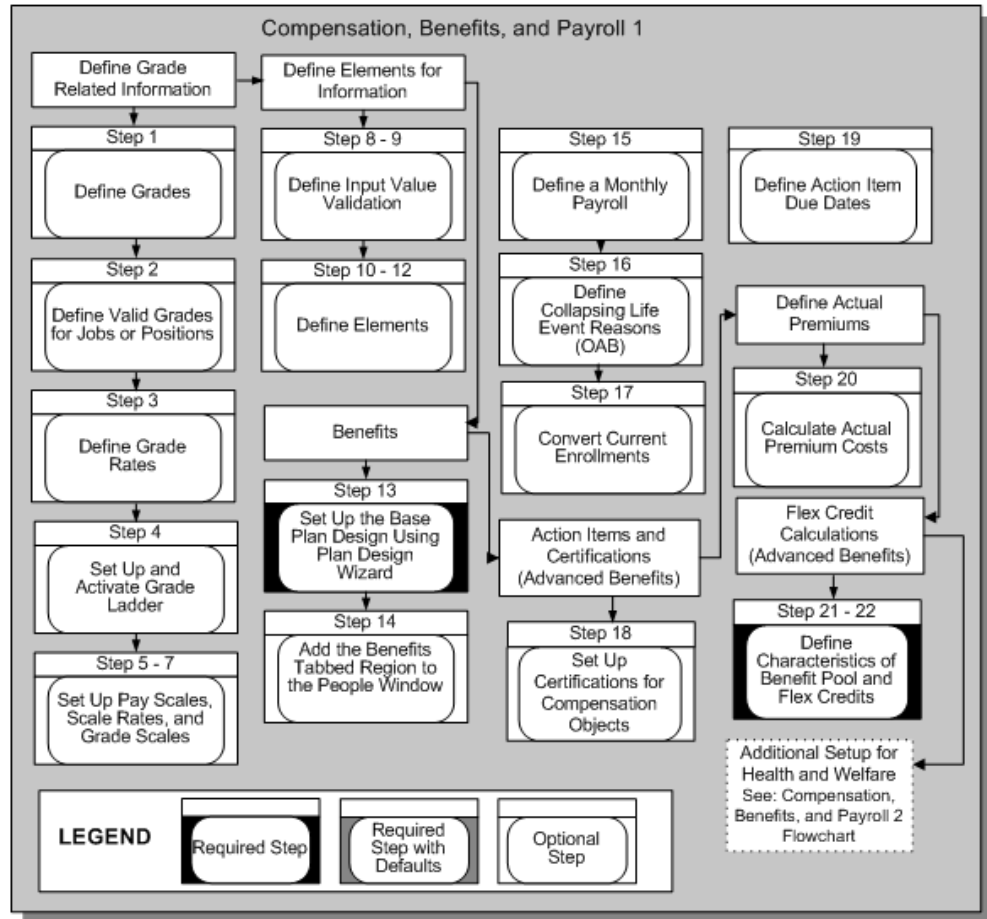 Compensation, Benefits, and Payroll 1
Define Grade
Related Information
Step 1
Define Grades
Step 2
Define Valid Grades
for Jobs or Positions
Step 3
Define Grade
Rates
Step 4
Set Up and
Activate Grade
Ladder
Step 5 - 7
Set Up Pay Scales,
Scale Rates, and
Grade Scales
Define Elements for
Information
Step 8 - 9
Define Input Value
Validation
Step 10 - 12
Define Elements
Benefits
Step 13
Set Up the Base
Plan Design Using
Plan Design
Wizard
Step 14
Add the Benefits
Tabbed Region to
the People Window
Step 15
Define a Monthly
Payroll
Step 16
Define
Collapsing Life
Event Reasons
(OAB)
Step 17
Convert Current
Enrollments
Action Items and
Certifications
(Advanced Benefits)
Step 18
Set Up
Certifications for
Compensation
Objects
Step 19
Define Action Item
Due Dates
Define Actual
Premiums
Step 20
Calculate Actual
Premium Costs
Flex Credit
Calculations
(Advanced Benefits)
Step 21 - 22
Define
Characteristics of
Benefit Pool and
Flex Credits
Additional Setup for
Health and Welfare
See: Compensation,
Benefits, and Payroll 2
Flowchart
LEGEND
Required Step
Required
Step with
Defaults
Optional
Step